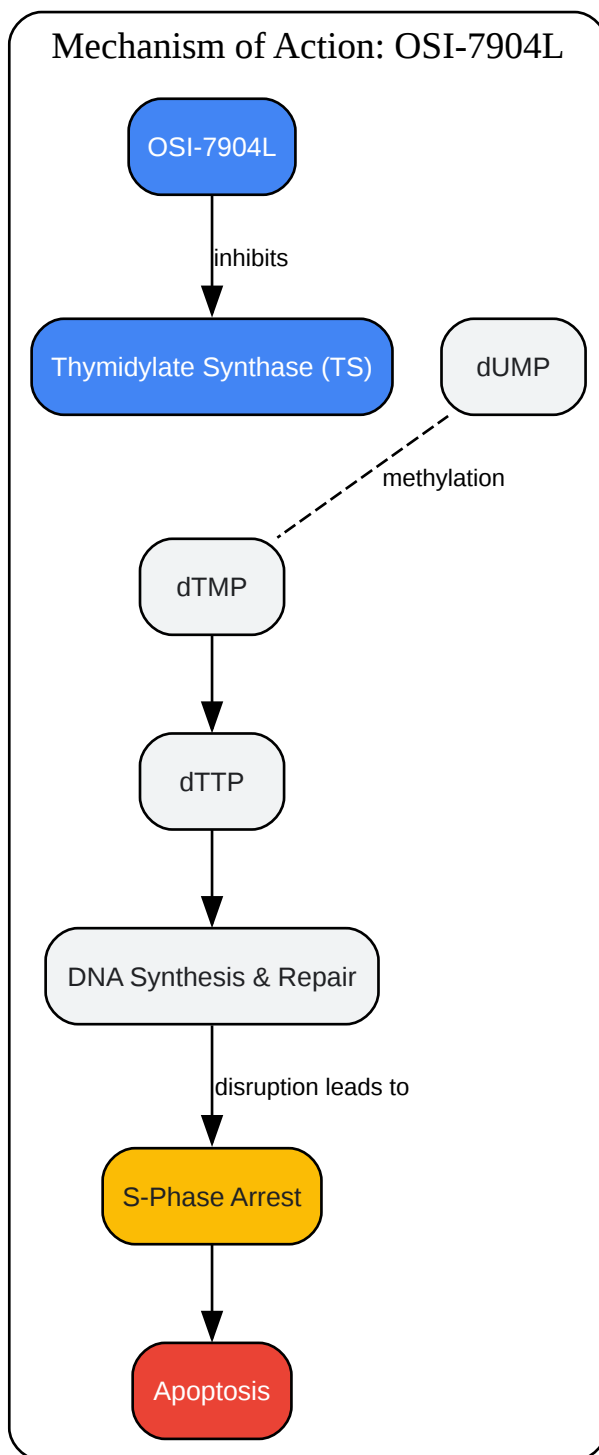 Mechanism of Action: OSI-7904L
OSI-7904L
inhibits
Thymidylate Synthase (TS)
dUMP
methylation
dTMP
dTTP
DNA Synthesis & Repair
disruption leads to
S-Phase Arrest
Apoptosis